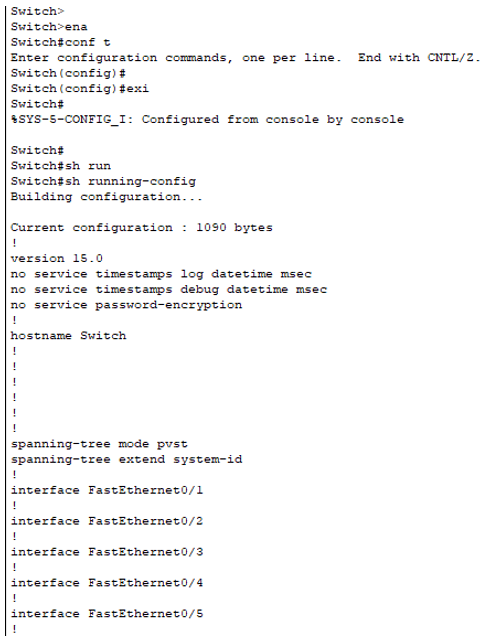 Switch>
Switch>ena
Switch#conf t
Enter configuration commands, one per line.  End with CNTL/Z.
Switch(config)#
Switch(config)#exi
Switch#
%SYS-5-CONFIG_I: Configured from console by console

Switch#
Switch#sh run
Switch#sh running-config
Building configuration...

Current configuration : 1090 bytes
!
version 15.0
no service timestamps log datetime msec
no service timestamps debug datetime msec
no service password-encryption
!
hostname Switch
!
!
!
!
!
!
spanning-tree mode pvst
spanning-tree extend system-id
!
interface FastEthernet0/1
!
interface FastEthernet0/2
!
interface FastEthernet0/3
!
interface FastEthernet0/4
!
interface FastEthernet0/5
!